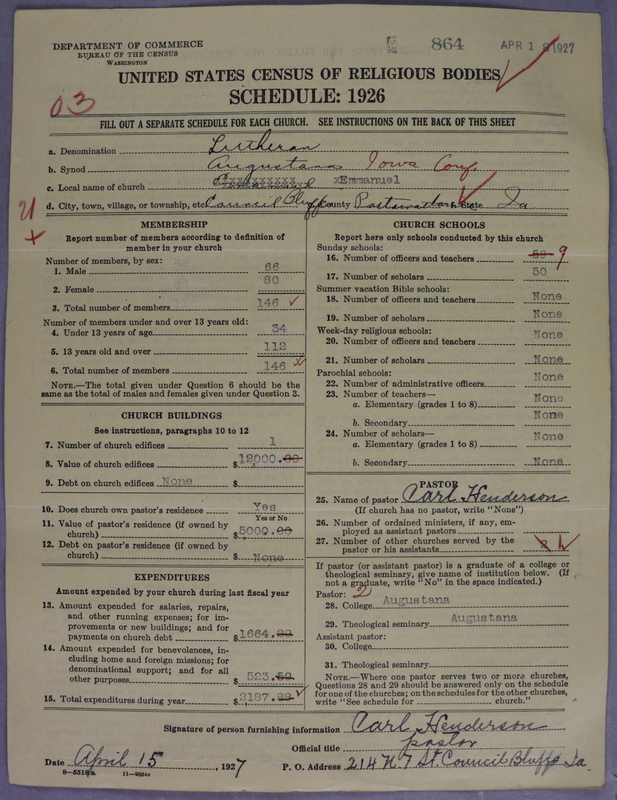 DEPARTMENT OF COMMERCE
BUREAU OF THE CENSUS
WASHINGTON
864
APR 18 1927
UNITED STATES CENSUS OF RELIGIOUS BODIES
SCHEDULE: 1926
03
FILL OUT A SEPARATE SCHEDULE FOR EACH CHURCH. SEE INSTRUCTIONS ON THE BACK OF THIS SHEET
a. Denomination Lutheran
b. Synod Augustana Iowa Conf.
c. Local name of church xEmmanuel
d. City, town, village, or township, etc. Council Bluffs County Pottawattamie State Ia
MEMBERSHIP
Report number of members according to definition of
member in your church
Number of members, by sex:
1. Male 66
2. Female 80
3. Total number of members 146
Number of members under and over 13 years old:
4. Under 13 years of age 34
5. 13 years old and over 112
6. Total number of members 146
NOTE.—The total given under Question 6 should be the
same as the total of males and females given under Question 3.
CHURCH BUILDINGS
See instructions, paragraphs 10 to 12
7. Number of church edifices 1
8. Value of church edifices $12000.00
9. Debt on church edifices None $
10. Does church own pastor's residence Yes
Yes or No
11. Value of pastor's residence (if owned by
church) $5000.00
12. Debt on pastor's residence (if owned by
church) $ None
EXPENDITURES
Amount expended by your church during last fiscal year
13. Amount expended for salaries, repairs,
and other running expenses; for im-
provements or new buildings; and for
payments on church debt $1664.
14. Amount expended for benevolences, in-
cluding home and foreign missions; for
denominational support; and for all
other purposes $ 523.59
15. Total expenditures during year $2187.
CHURCH SCHOOLS
Report here only schools conducted by this church
Sunday schools:
16. Number of officers and teachers 59 9
17. Number of scholars 50
Summer vacation Bible schools:
18. Number of officers and teachers None
19. Number of scholars None
Week-day religious schools:
20. Number of officers and teachers None
21. Number of scholars None
Parochial schools:
22. Number of administrative officers None
23. Number of teachers—
a. Elementary (grades 1 to 8) None
b. Secondary None
24. Number of scholars—
a. Elementary (grades 1 to 8) None
b. Secondary None
PASTOR
25. Name of pastor Carl Henderson
(If church has no pastor, write "None")
26. Number of ordained ministers, if any, em-
ployed as assistant pastors
27. Number of other churches served by the
pastor or his assistants
If pastor (or assistant pastor) is a graduate of a college or
theological seminary, give name of institution below. (If
not a graduate, write "No" in the space indicated.)
Pastor: 2
28. College Augustana
29. Theological seminary Augustana
Assistant pastor:
30. College
31. Theological seminary
NOTE.—Where one pastor serves two or more churches,
Questions 28 and 29 should be answered only on the schedule
for one of the churches; on the schedules for the other churches,
write "See schedule for church."
Signature of person furnishing information Carl Henderson
Official title pastor
Date April 15, 1927 P. O. Address 214 N. 7 St. Council Bluffs Ia.
8-5518a 11-9054a